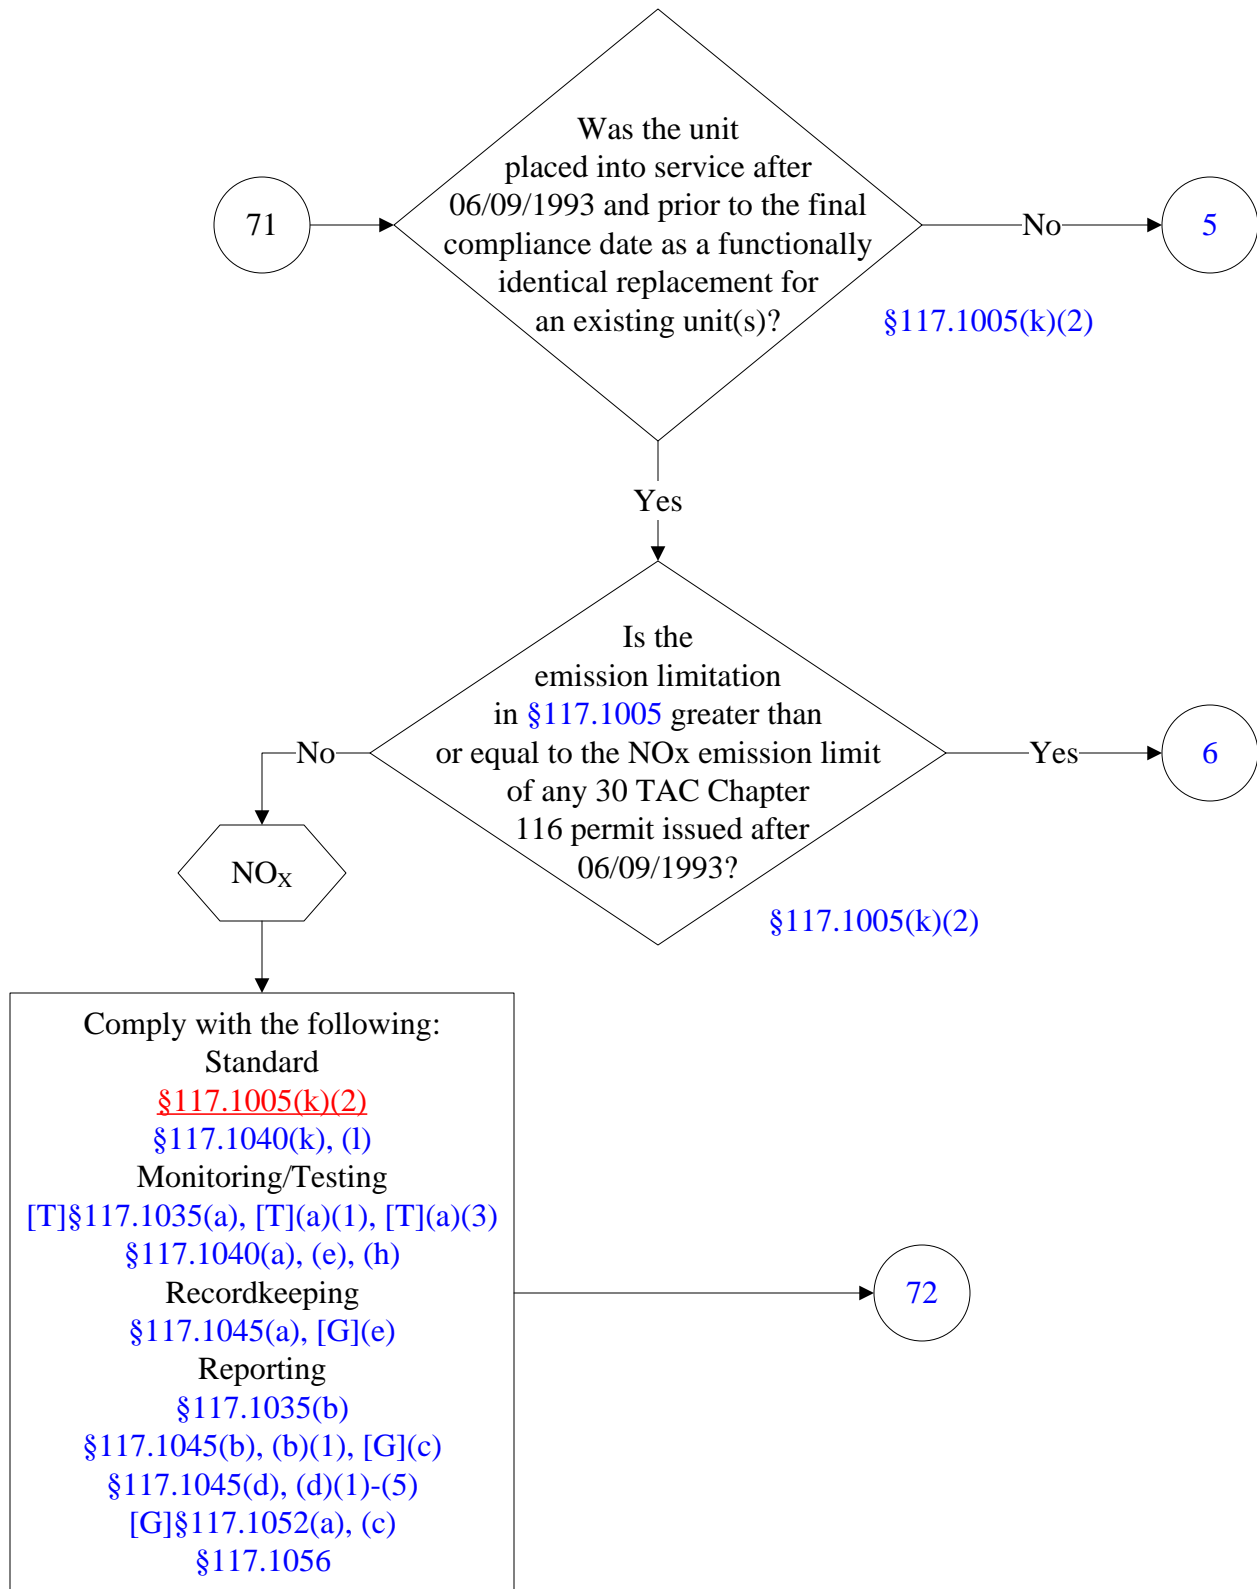 Was the unit
placed into service after
06/09/1993 and prior to the final
compliance date as a functionally
identical replacement for
an existing unit(s)?
71
No
5
§117.1005(k)(2)
Yes
Is the
emission limitation
in §117.1005 greater than
or equal to the NOx emission limit
of any 30 TAC Chapter
116 permit issued after
06/09/1993?
No
Yes
6
§117.1005(k)(2)
NOX
Comply with the following:
Standard
§117.1005(k)(2)
§117.1040(k), (l)
Monitoring/Testing
[T]§117.1035(a), [T](a)(1), [T](a)(3)
§117.1040(a), (e), (h)
Recordkeeping
§117.1045(a), [G](e)
Reporting
§117.1035(b)
§117.1045(b), (b)(1), [G](c)
§117.1045(d), (d)(1)-(5)
[G]§117.1052(a), (c)
§117.1056
72